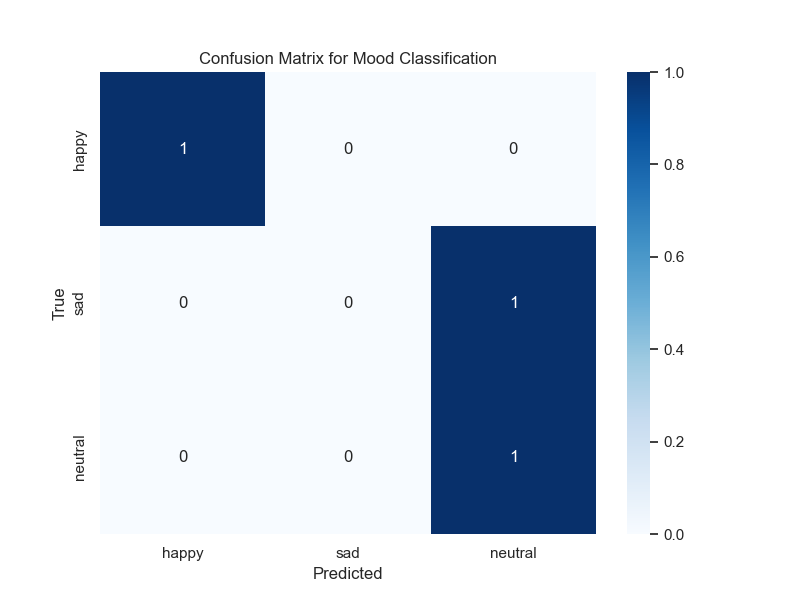 Confusion Matrix for Mood Classification
happy
1 0 0
True
sad
0 0 1
neutral
0 0 1
happy sad neutral
Predicted
1.0
0.8
0.6
0.4
0.2
0.0